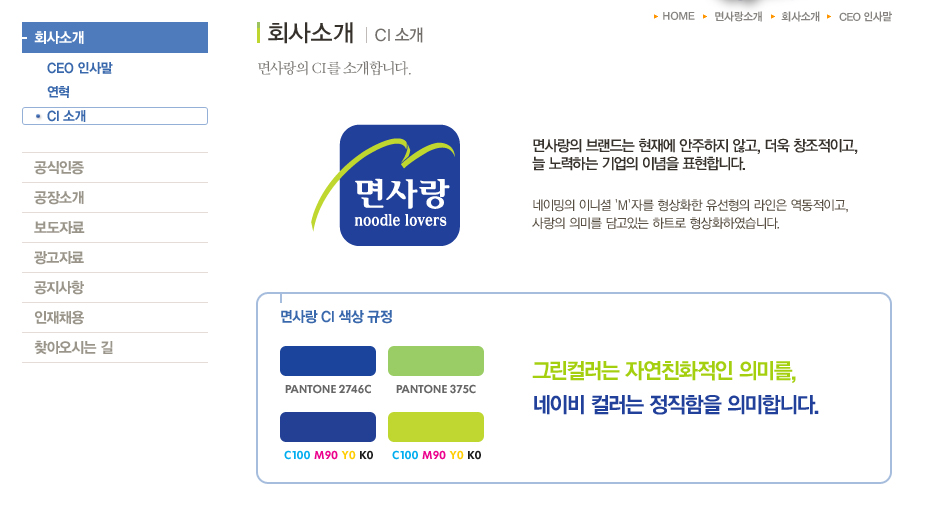 HOME 면사랑소개 회사소개 CEO 인사말
회사소개
CEO 인사말
연혁
CI 소개
공식인증
공장소개
보도자료
광고자료
공지사항
인재채용
찾아오시는 길
회사소개 | CI 소개
면사랑의 CI를 소개합니다.
면사랑
noodle lovers
면사랑의 브랜드는 현재에 안주하지 않고, 더욱 창조적이고,
늘 노력하는 기업의 이념을 표현합니다.
네이밍의 이니셜 'M'자를 형상화한 유선형의 라인은 역동적이고,
사랑의 의미를 담고있는 하트로 형상화하였습니다.
면사랑 CI 색상 규정
PANTONE 2746C PANTONE 375C
C100 M90 Y0 K0 C100 M90 Y0 K0
그린컬러는 자연친화적인 의미를,
네이비 컬러는 정직함을 의미합니다.